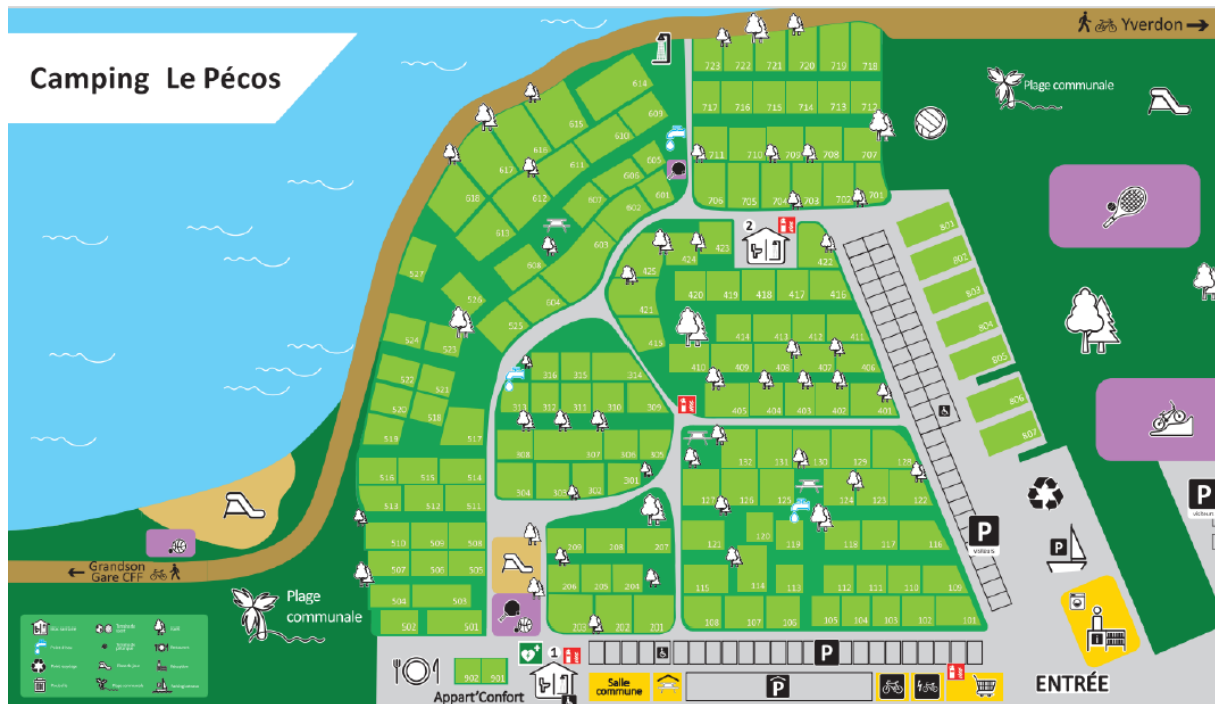 Camping Le Pécos
Yverdon
Plage communale
723 722 721 720 719 718
717 716 715 714 713 712
711 710 709 708 707
706 705 704 703 702 701
614
609
615 610
616 611 605
617 612 606
618 607 602 601
613 603
608
604
527
526
525
524 523
522 521
520 518
519 517
516 515 514
513 512 511
510 509 508
507 506 505
504 503
502 501
2
425 424 423 422
421 420 419 418 417 416
415 414 413 412 411
410 409 408 407 406
405 404 403 402 401
316 315 314
313 312 311 310 309
308 307 306 305
304 303 302 301
132 131 130 129 128
127 126 125 124 123 122
121 120 119 118 117 116
115 114 113 112 111 110 109
108 107 106 105 104 103 102 101
209 208 207
206 205 204
203 202 201
801
802
803
804
805
806
807
P
visiteurs
P
visiteurs
P
Grandson
Gare CFF
Plage
communale
902 901
Appart'Confort
1
P
Salle
commune
P
i
ENTRÉE
Plage communale